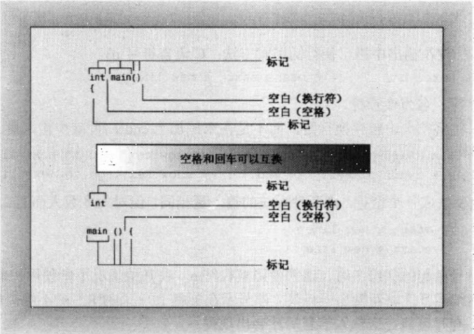 标记
int main()
空白（换行符）
{
空白（空格）
标记
空格和回车可以互换
标记
int
空白（换行符）
空白（空格）
main () {
标记